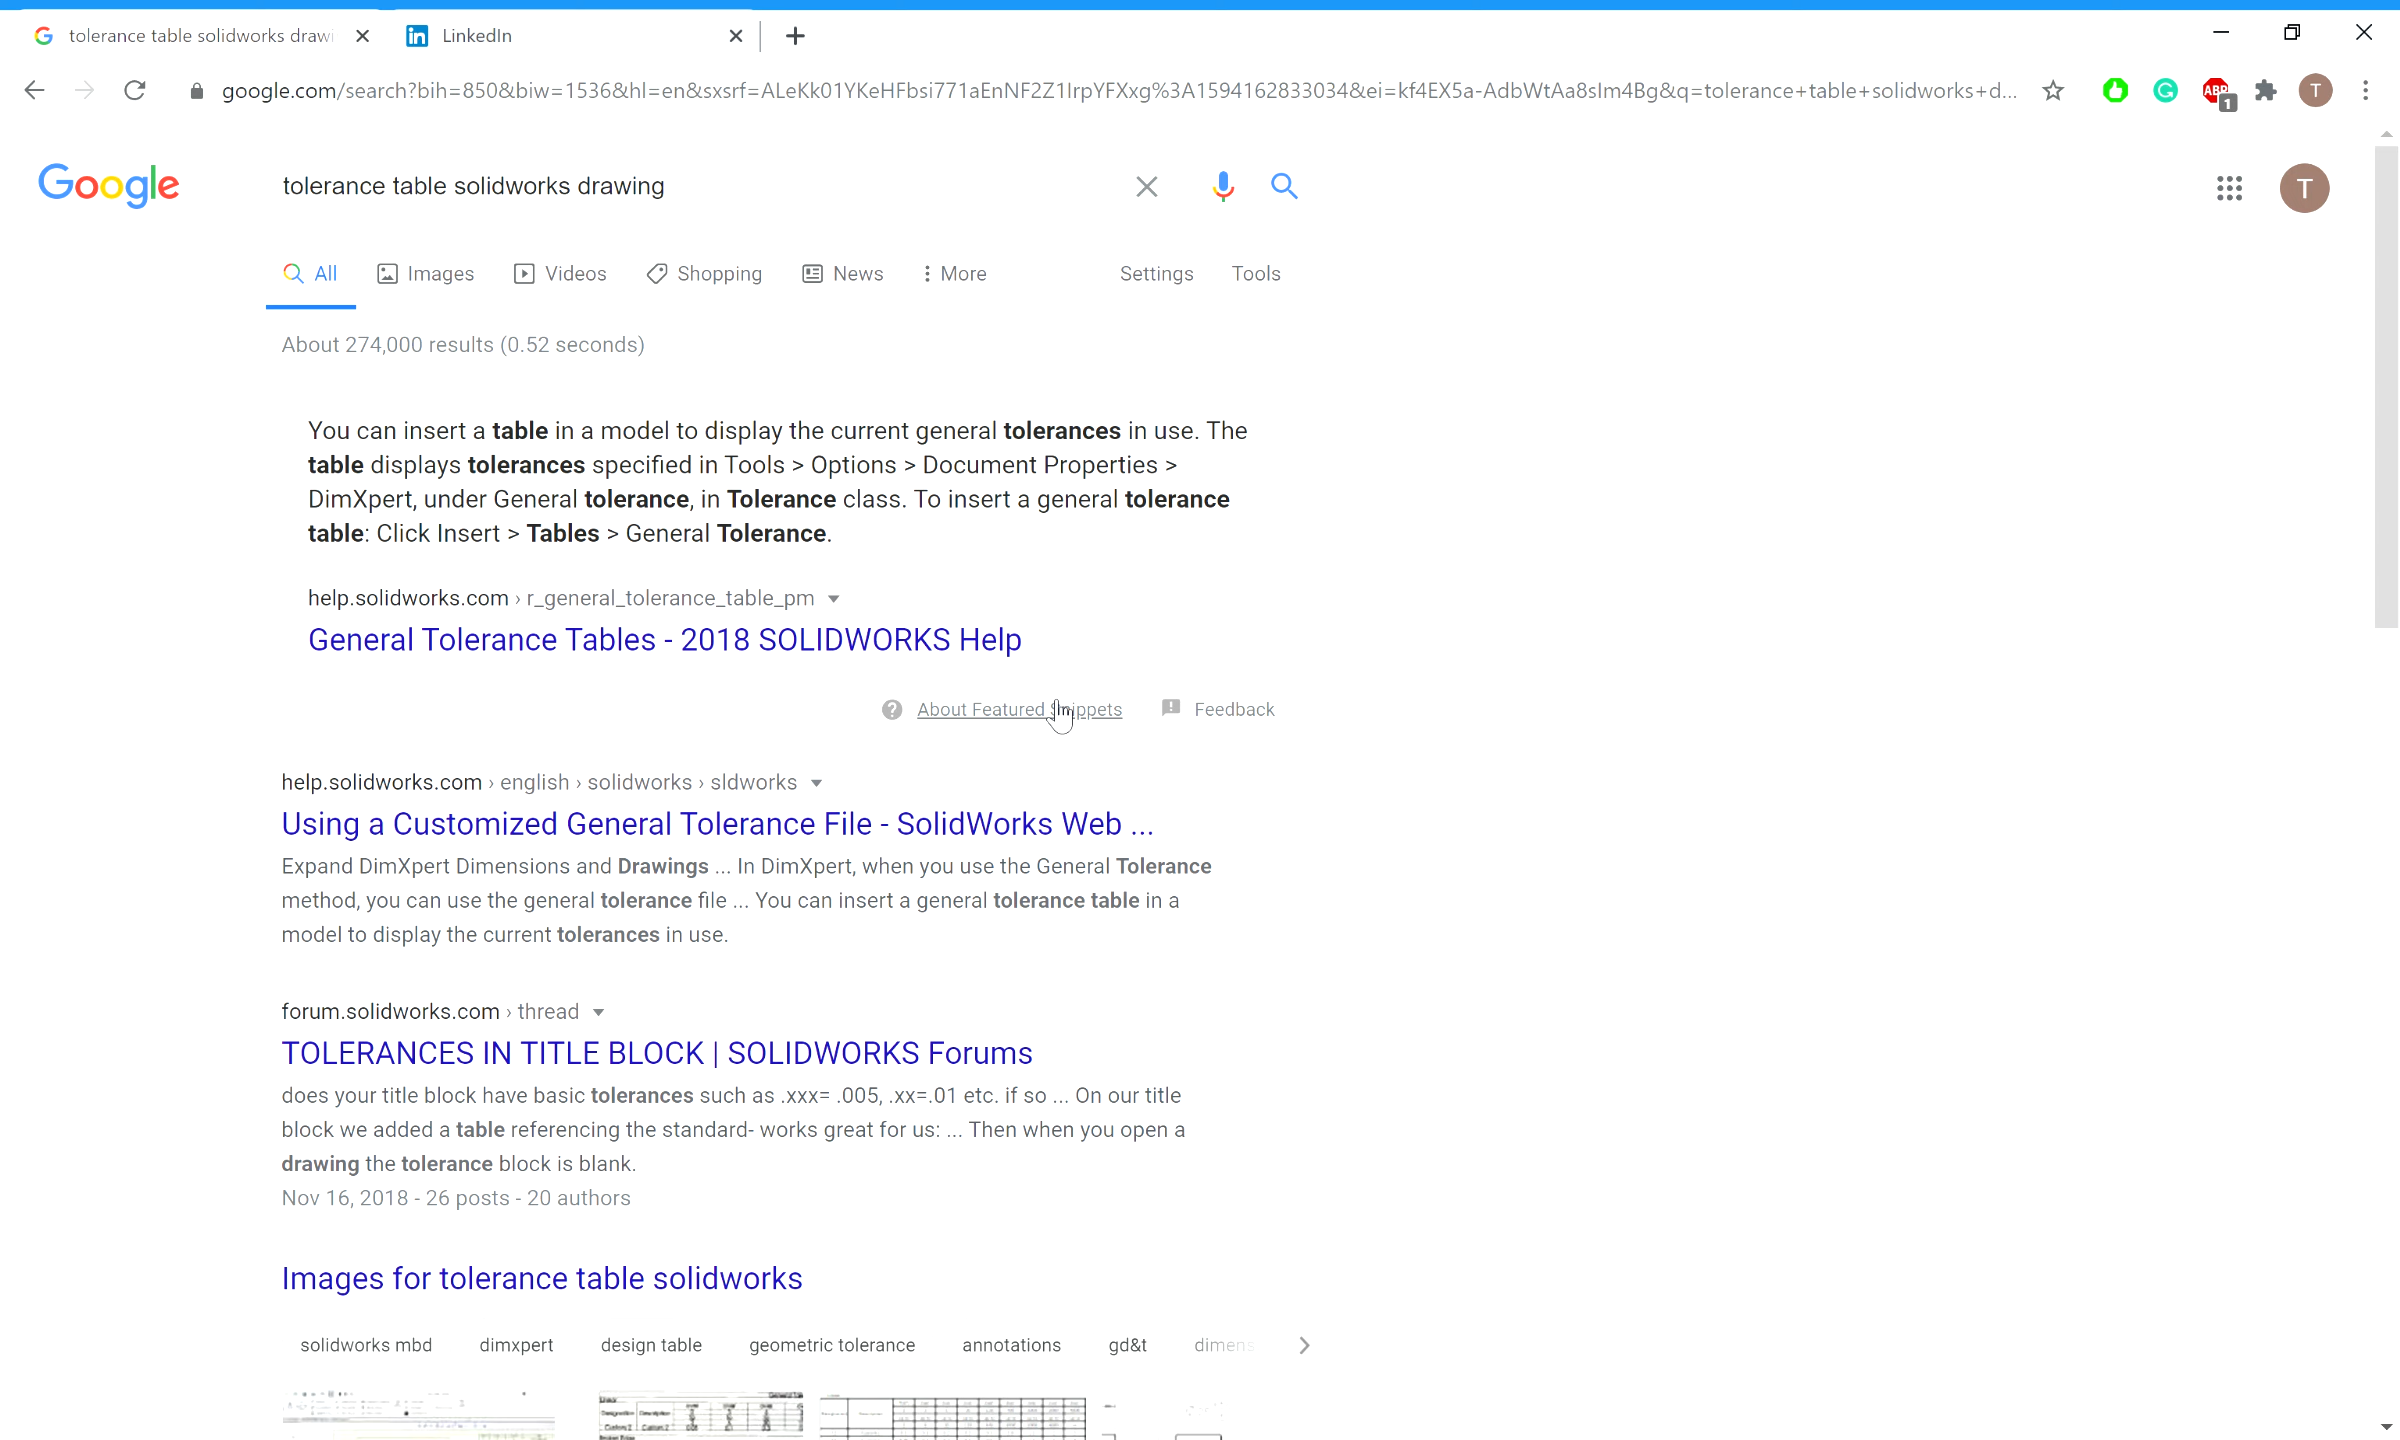 tolerance table solidworks draw
LinkedIn
google.com/search?bih=850&biw=1536&hl=en&sxsrf=ALeKk01YKeHFbsi771aEnNF2Z1IrpYFXxg%3A1594162833034&ei=kf4EX5a-AdbWtAa8sIm4Bg&q=tolerance+table+solidworks+d...
ABP
1
T
Google
tolerance table solidworks drawing
T
All
Images
Videos
Shopping
News
More
Settings
Tools
About 274,000 results (0.52 seconds)
You can insert a table in a model to display the current general tolerances in use. The
table displays tolerances specified in Tools > Options > Document Properties >
DimXpert, under General tolerance, in Tolerance class. To insert a general tolerance
table: Click Insert > Tables > General Tolerance.
help.solidworks.com › r_general_tolerance_table_pm
General Tolerance Tables - 2018 SOLIDWORKS Help
About Featured Snippets
Feedback
help.solidworks.com › english › solidworks › sldworks
Using a Customized General Tolerance File - SolidWorks Web ...
Expand DimXpert Dimensions and Drawings ... In DimXpert, when you use the General Tolerance
method, you can use the general tolerance file ... You can insert a general tolerance table in a
model to display the current tolerances in use.
forum.solidworks.com › thread
TOLERANCES IN TITLE BLOCK | SOLIDWORKS Forums
does your title block have basic tolerances such as .xxx= .005, .xx=.01 etc. if so ... On our title
block we added a table referencing the standard- works great for us: ... Then when you open a
drawing the tolerance block is blank.
Nov 16, 2018 - 26 posts - 20 authors
Images for tolerance table solidworks
solidworks mbd
dimxpert
design table
geometric tolerance
annotations
gd&t
dimens